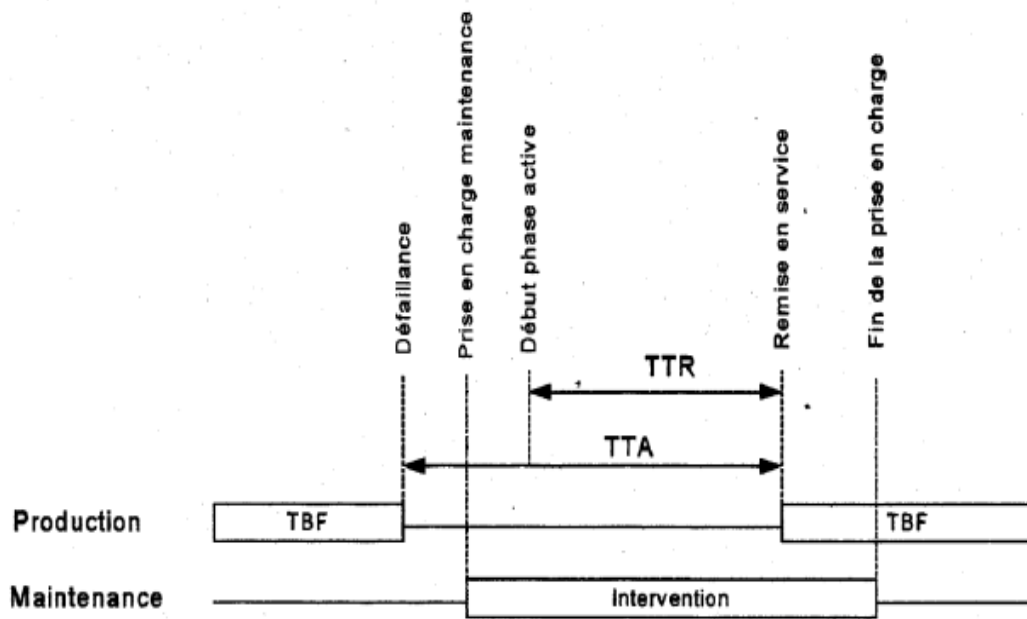 Défaillance
Prise en charge maintenance
Début phase active
Remise en service
Fin de la prise en charge
TTR
TTA
Production
TBF
TBF
Maintenance
Intervention